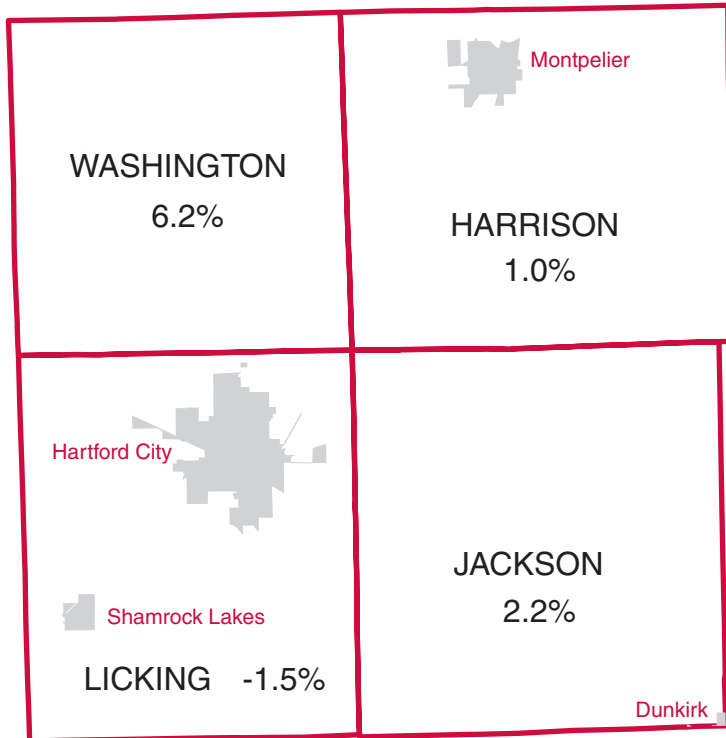 Montpelier
WASHINGTON
6.2%
HARRISON
1.0%
Hartford City
JACKSON
2.2%
Shamrock Lakes
LICKING -1.5%
Dunkirk